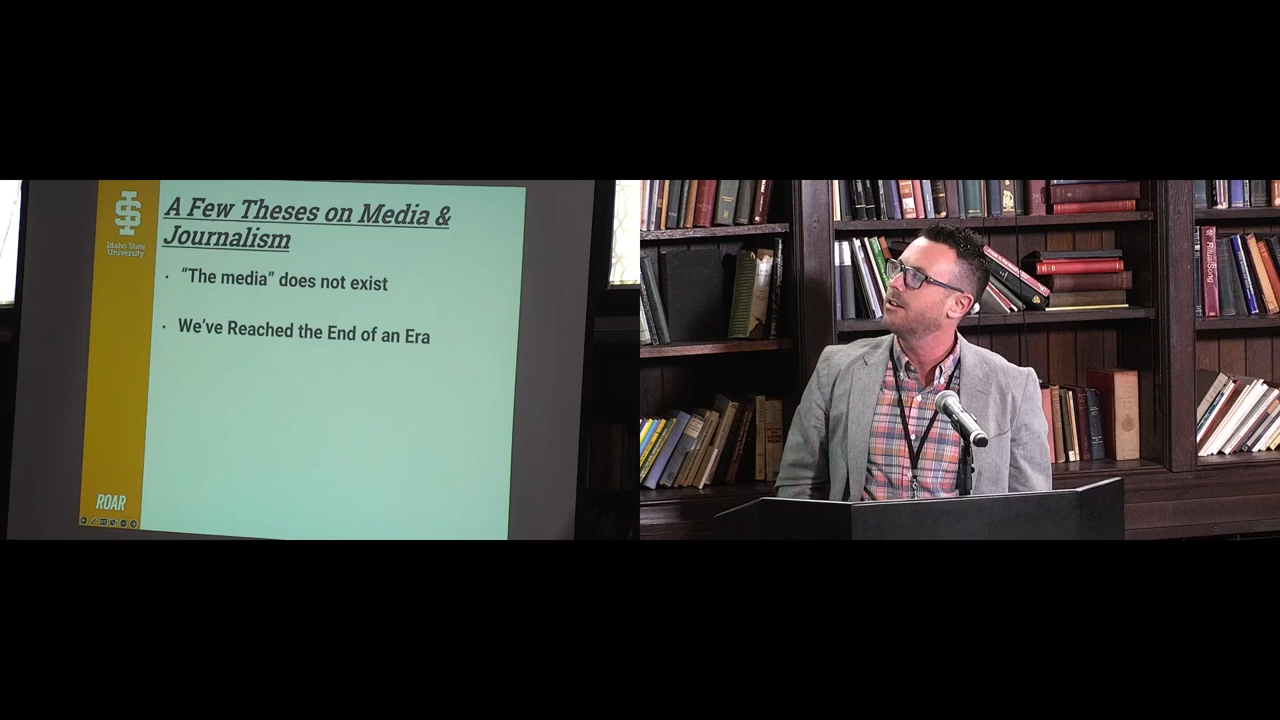 A Few Theses on Media &
Journalism
Idaho State
University
· “The media” does not exist
· We’ve Reached the End of an Era
ROAR
RitualSong